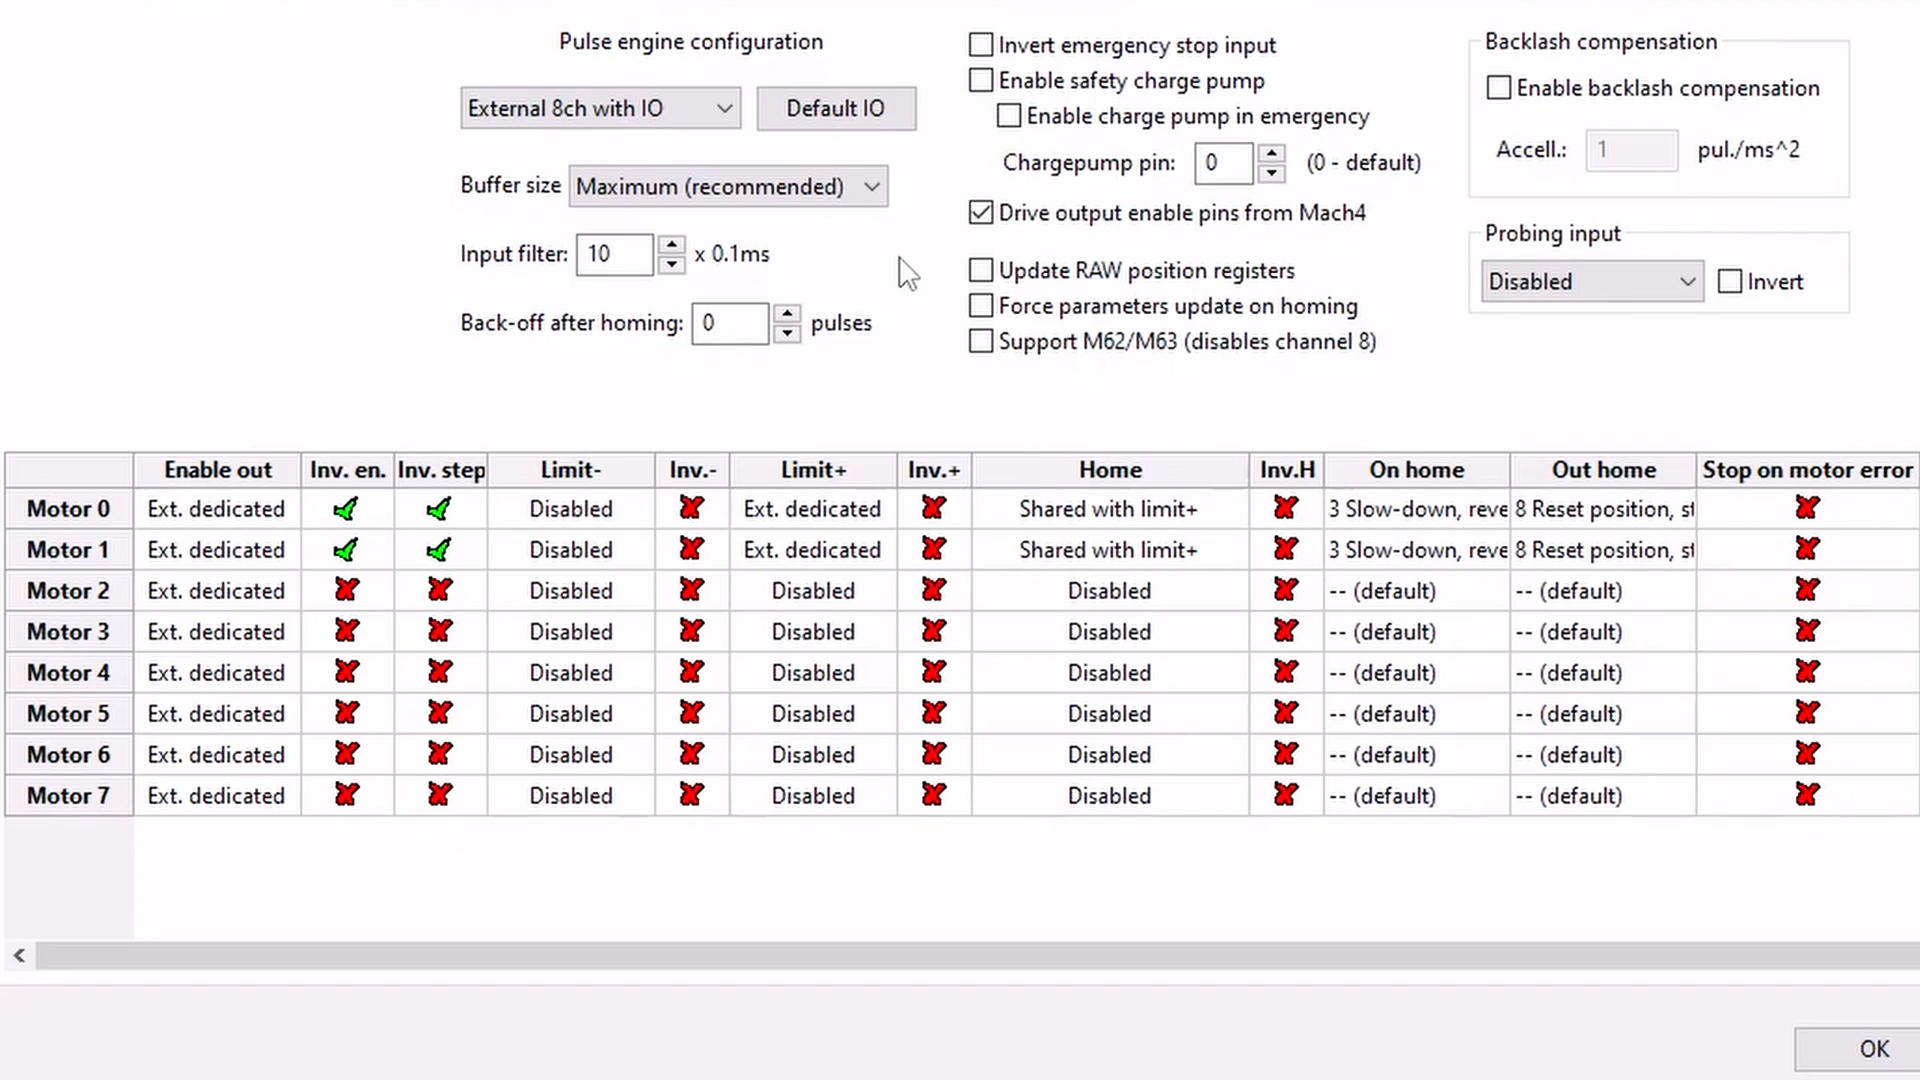 Pulse engine configuration
External 8ch with IO
Default IO
Buffer size Maximum (recommended)
Input filter: 10 x 0.1ms
Back-off after homing: 0 pulses
Invert emergency stop input
Enable safety charge pump
Enable charge pump in emergency
Chargepump pin: 0 (0 - default)
Drive output enable pins from Mach4
Update RAW position registers
Force parameters update on homing
Support M62/M63 (disables channel 8)
Backlash compensation
Enable backlash compensation
Accell.: 1 pul./ms^2
Probing input
Disabled Invert
Enable out Inv. en. Inv. step Limit- Inv.- Limit+ Inv.+ Home Inv.H On home Out home Stop on motor error
Motor 0 Ext. dedicated Disabled Ext. dedicated Shared with limit+ 3 Slow-down, reve 8 Reset position, st
Motor 1 Ext. dedicated Disabled Ext. dedicated Shared with limit+ 3 Slow-down, reve 8 Reset position, st
Motor 2 Ext. dedicated Disabled Disabled Disabled -- (default) -- (default)
Motor 3 Ext. dedicated Disabled Disabled Disabled -- (default) -- (default)
Motor 4 Ext. dedicated Disabled Disabled Disabled -- (default) -- (default)
Motor 5 Ext. dedicated Disabled Disabled Disabled -- (default) -- (default)
Motor 6 Ext. dedicated Disabled Disabled Disabled -- (default) -- (default)
Motor 7 Ext. dedicated Disabled Disabled Disabled -- (default) -- (default)
OK